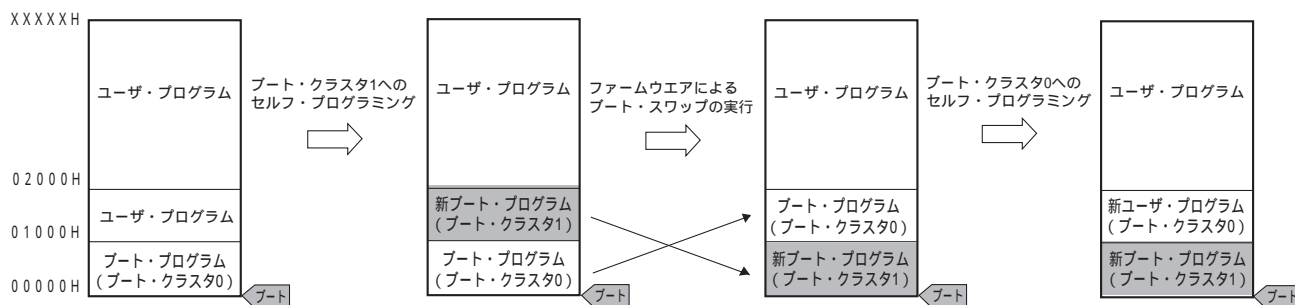 XXXXXH
02000H
01000H
00000H
ユーザ・プログラム
ユーザ・プログラム
ブート・プログラム
(ブート・クラスタ0)
ブート
ブート・クラスタ1への
セルフ・プログラミング
ユーザ・プログラム
新ブート・プログラム
(ブート・クラスタ1)
ブート・プログラム
(ブート・クラスタ0)
ブート
ファームウエアによる
ブート・スワップの実行
ユーザ・プログラム
ブート・プログラム
(ブート・クラスタ0)
新ブート・プログラム
(ブート・クラスタ1)
ブート
ブート・クラスタ0への
セルフ・プログラミング
ユーザ・プログラム
新ユーザ・プログラム
(ブート・クラスタ0)
新ブート・プログラム
(ブート・クラスタ1)
ブート